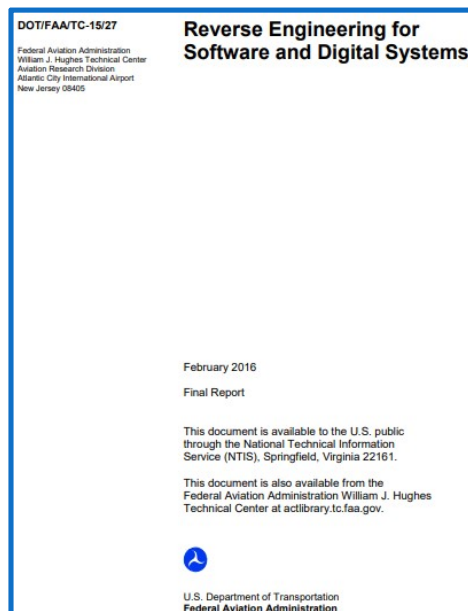 DOT/FAA/TC-15/27
Federal Aviation Administration
William J. Hughes Technical Center
Aviation Research Division
Atlantic City International Airport
New Jersey 08405
Reverse Engineering for
Software and Digital Systems
February 2016
Final Report
This document is available to the U.S. public
through the National Technical Information
Service (NTIS), Springfield, Virginia 22161.
This document is also available from the
Federal Aviation Administration William J. Hughes
Technical Center at actlibrary.tc.faa.gov.
U.S. Department of Transportation
Federal Aviation Administration